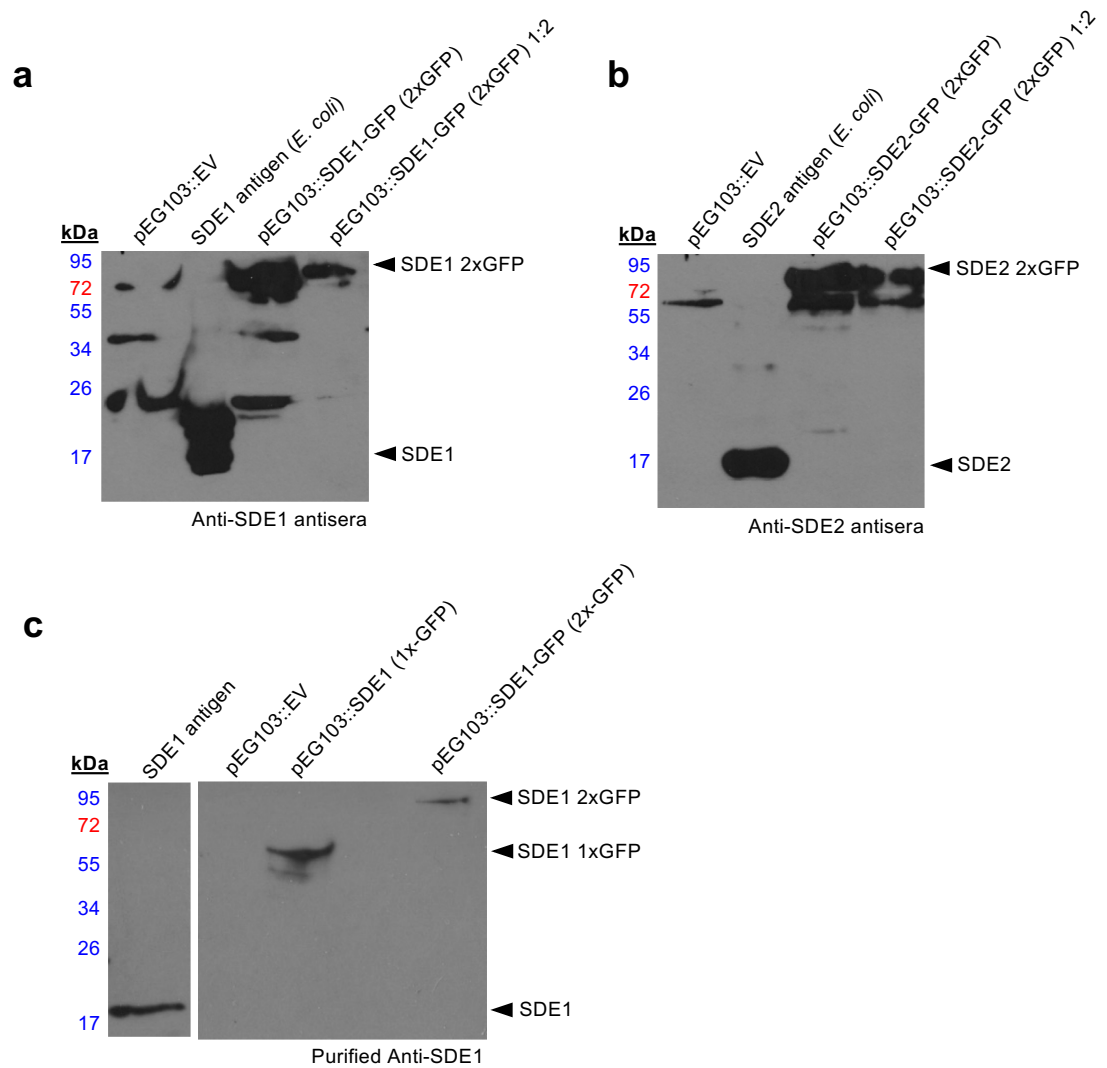 a
pEG103::EV
SDE1 antigen (E. coli)
pEG103::SDE1-GFP (2xGFP)
pEG103::SDE1-GFP (2xGFP) 1:2
kDa
95
72
55
34
26
17
SDE1 2xGFP
SDE1
Anti-SDE1 antisera
b
pEG103::EV
SDE2 antigen (E. coli)
pEG103::SDE2-GFP (2xGFP)
pEG103::SDE2-GFP (2xGFP) 1:2
kDa
95
72
55
34
26
17
SDE2 2xGFP
SDE2
Anti-SDE2 antisera
c
SDE1 antigen
pEG103::EV
pEG103::SDE1 (1x-GFP)
pEG103::SDE1-GFP (2x-GFP)
kDa
95
72
55
34
26
17
SDE1 2xGFP
SDE1 1xGFP
SDE1
Purified Anti-SDE1